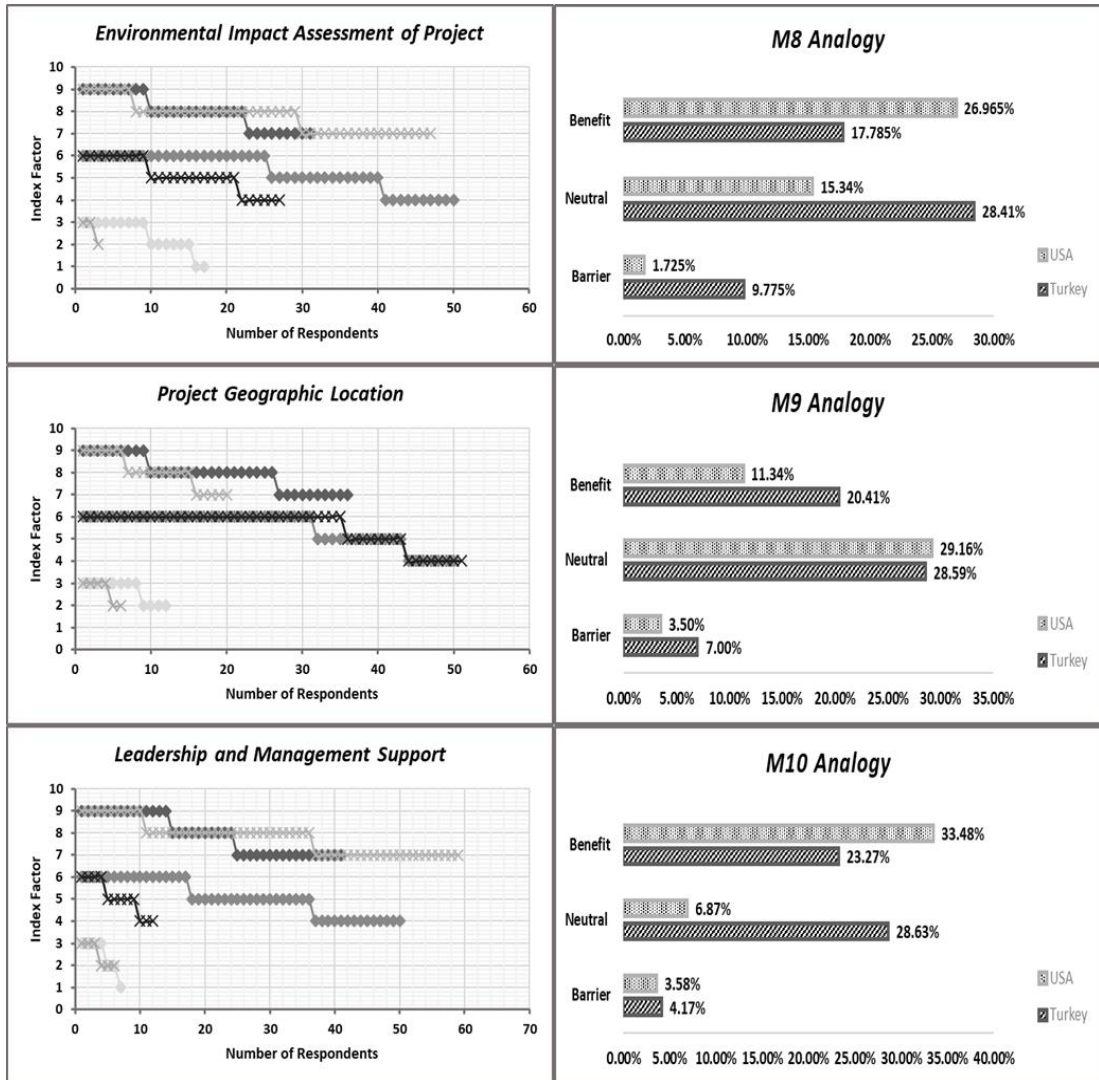 Environmental Impact Assessment of Project
10
9
8
7
6
5
4
3
2
1
0
Index Factor
0 10 20 30 40 50 60
Number of Respondents
M8 Analogy
Benefit
26.965%
17.785%
Neutral
15.34%
28.41%
Barrier
1.725%
9.775%
USA
Turkey
0.00% 5.00% 10.00% 15.00% 20.00% 25.00% 30.00%
Project Geographic Location
10
9
8
7
6
5
4
3
2
1
0
Index Factor
0 10 20 30 40 50 60
Number of Respondents
M9 Analogy
Benefit
11.34%
20.41%
Neutral
29.16%
28.59%
Barrier
3.50%
7.00%
USA
Turkey
0.00% 5.00% 10.00% 15.00% 20.00% 25.00% 30.00% 35.00%
Leadership and Management Support
10
9
8
7
6
5
4
3
2
1
0
Index Factor
0 10 20 30 40 50 60 70
Number of Respondents
M10 Analogy
Benefit
33.48%
23.27%
Neutral
6.87%
28.63%
Barrier
3.58%
4.17%
USA
Turkey
0.00% 5.00% 10.00% 15.00% 20.00% 25.00% 30.00% 35.00% 40.00%